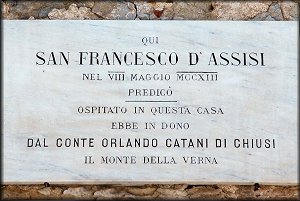 QUI
SAN FRANCESCO D'ASSISI
NEL VIII MAGGIO MCCXIII
PREDICÒ
OSPITATO IN QUESTA CASA
EBBE IN DONO
DAL CONTE ORLANDO CATANI DI CHIUSI
IL MONTE DELLA VERNA